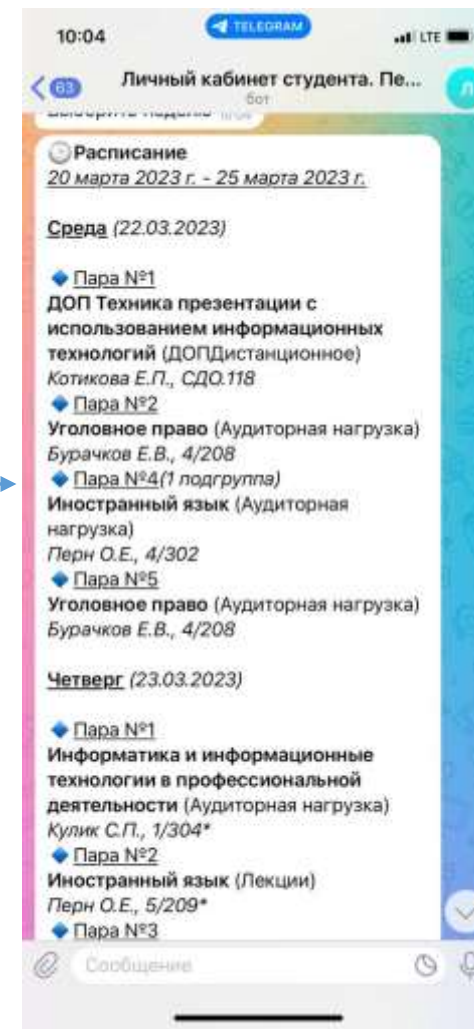 10:04
TELEGRAM
LTE
63
Личный кабинет студента. Пе...
бот
Расписание
20 марта 2023 г. - 25 марта 2023 г.
Среда (22.03.2023)
Пара №1
ДОП Техника презентации с
использованием информационных
технологий (ДОПДистанционное)
Котикова Е.П., СДО.118
Пара №2
Уголовное право (Аудиторная нагрузка)
Бурачков Е.В., 4/208
Пара №4(1 подгруппа)
Иностранный язык (Аудиторная
нагрузка)
Перн О.Е., 4/302
Пара №5
Уголовное право (Аудиторная нагрузка)
Бурачков Е.В., 4/208
Четверг (23.03.2023)
Пара №1
Информатика и информационные
технологии в профессиональной
деятельности (Аудиторная нагрузка)
Кулик С.П., 1/304*
Пара №2
Иностранный язык (Лекции)
Перн О.Е., 5/209*
Пара №3
Сообщение